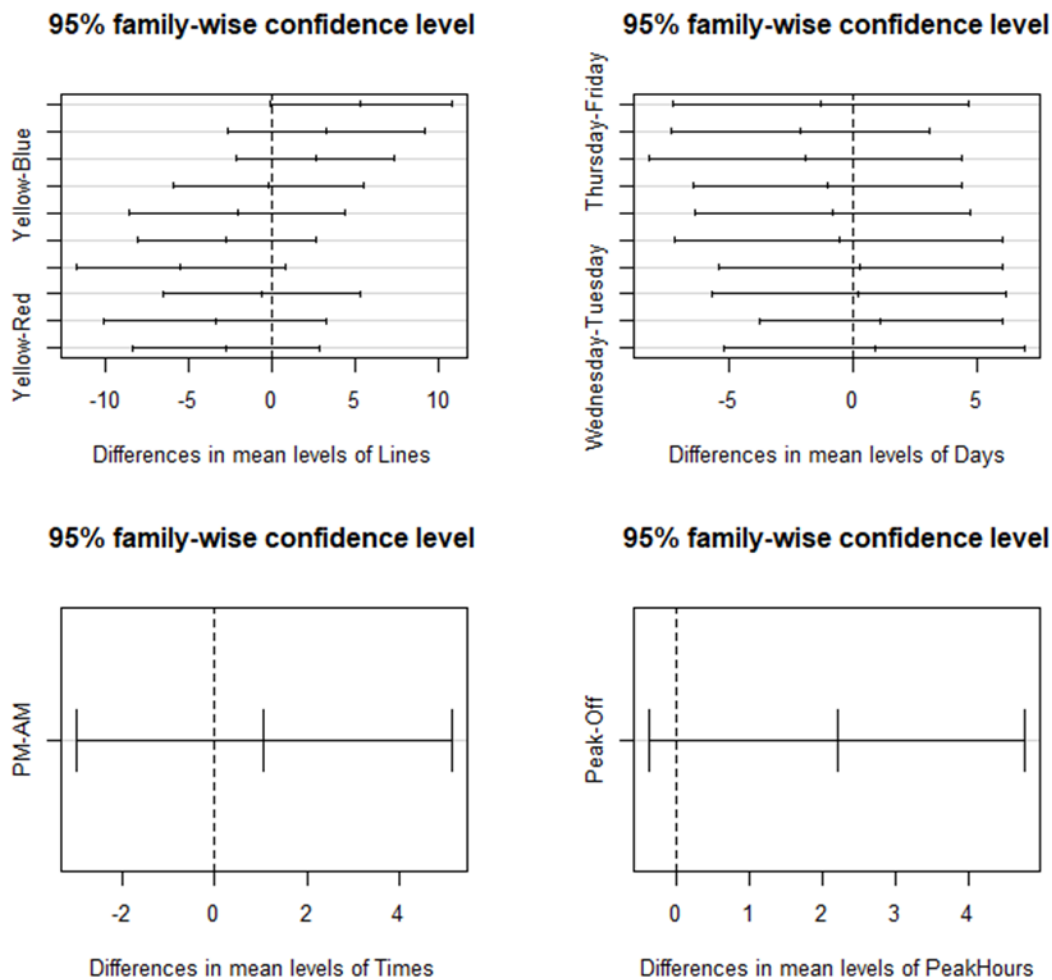 95% family-wise confidence level
Yellow-Blue
Yellow-Red
-10 -5 0 5 10
Differences in mean levels of Lines
95% family-wise confidence level
Thursday-Friday
Wednesday-Tuesday
-5 0 5
Differences in mean levels of Days
95% family-wise confidence level
PM-AM
-2 0 2 4
Differences in mean levels of Times
95% family-wise confidence level
Peak-Off
0 1 2 3 4
Differences in mean levels of PeakHours